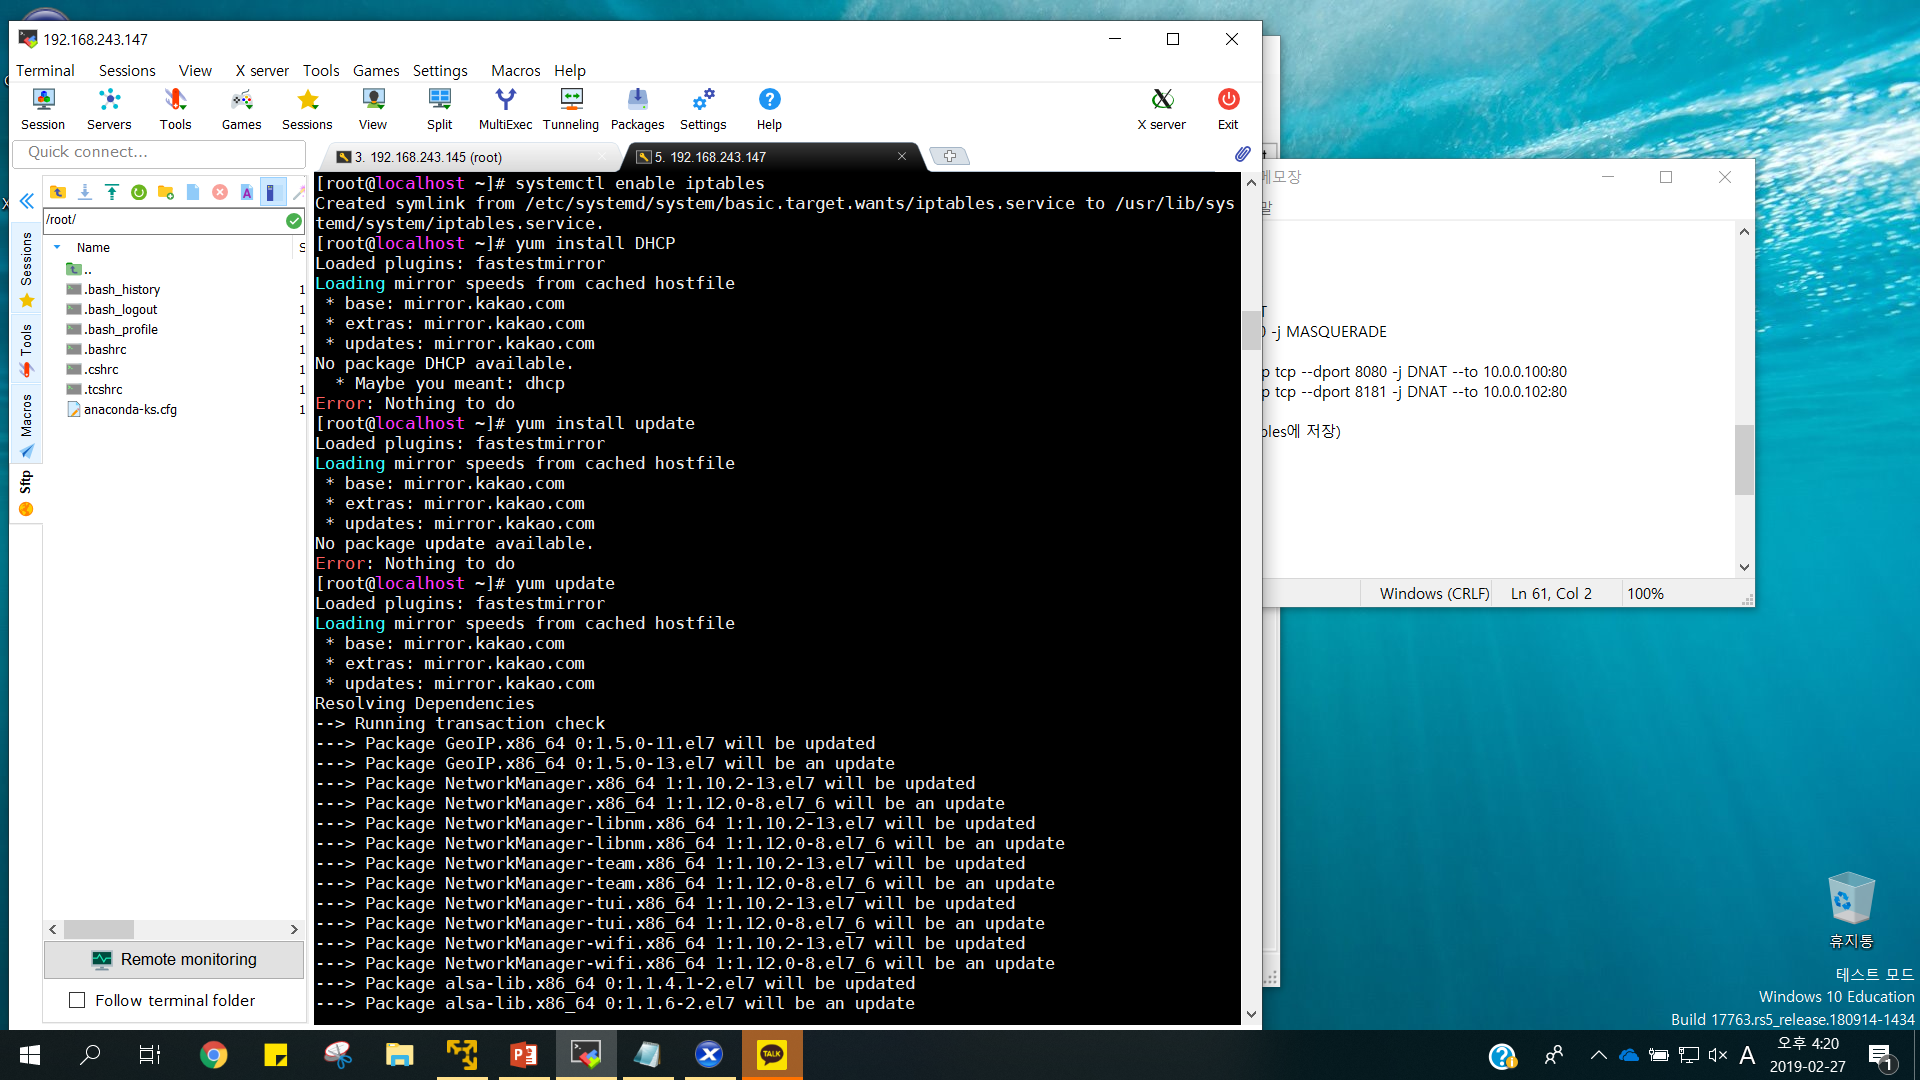 192.168.243.147
Terminal Sessions View X server Tools Games Settings Macros Help
Session Servers Tools Games Sessions View Split MultiExec Tunneling Packages Settings Help X server Exit
Quick connect...
3. 192.168.243.145 (root)
5. 192.168.243.147
/root/
Name
..
.bash_history 1
.bash_logout 1
.bash_profile 1
.bashrc 1
.cshrc 1
.tcshrc 1
anaconda-ks.cfg 1
Sessions
Tools
Macros
Sftp
Remote monitoring
Follow terminal folder
[root@localhost ~]# systemctl enable iptables
Created symlink from /etc/systemd/system/basic.target.wants/iptables.service to /usr/lib/sys
temd/system/iptables.service.
[root@localhost ~]# yum install DHCP
Loaded plugins: fastestmirror
Loading mirror speeds from cached hostfile
* base: mirror.kakao.com
* extras: mirror.kakao.com
* updates: mirror.kakao.com
No package DHCP available.
* Maybe you meant: dhcp
Error: Nothing to do
[root@localhost ~]# yum install update
Loaded plugins: fastestmirror
Loading mirror speeds from cached hostfile
* base: mirror.kakao.com
* extras: mirror.kakao.com
* updates: mirror.kakao.com
No package update available.
Error: Nothing to do
[root@localhost ~]# yum update
Loaded plugins: fastestmirror
Loading mirror speeds from cached hostfile
* base: mirror.kakao.com
* extras: mirror.kakao.com
* updates: mirror.kakao.com
Resolving Dependencies
--> Running transaction check
---> Package GeoIP.x86_64 0:1.5.0-11.el7 will be updated
---> Package GeoIP.x86_64 0:1.5.0-13.el7 will be an update
---> Package NetworkManager.x86_64 1:1.10.2-13.el7 will be updated
---> Package NetworkManager.x86_64 1:1.12.0-8.el7_6 will be an update
---> Package NetworkManager-libnm.x86_64 1:1.10.2-13.el7 will be updated
---> Package NetworkManager-libnm.x86_64 1:1.12.0-8.el7_6 will be an update
---> Package NetworkManager-team.x86_64 1:1.10.2-13.el7 will be updated
---> Package NetworkManager-team.x86_64 1:1.12.0-8.el7_6 will be an update
---> Package NetworkManager-tui.x86_64 1:1.10.2-13.el7 will be updated
---> Package NetworkManager-tui.x86_64 1:1.12.0-8.el7_6 will be an update
---> Package NetworkManager-wifi.x86_64 1:1.10.2-13.el7 will be updated
---> Package NetworkManager-wifi.x86_64 1:1.12.0-8.el7_6 will be an update
---> Package alsa-lib.x86_64 0:1.1.4.1-2.el7 will be updated
---> Package alsa-lib.x86_64 0:1.1.6-2.el7 will be an update
메모장
말
-j MASQUERADE
p tcp --dport 8080 -j DNAT --to 10.0.0.100:80
p tcp --dport 8181 -j DNAT --to 10.0.0.102:80
bles에 저장)
Windows (CRLF) Ln 61, Col 2 100%
휴지통
테스트 모드
Windows 10 Education
Build 17763.rs5_release.180914-1434
TALK
A
오후 4:20
2019-02-27
1